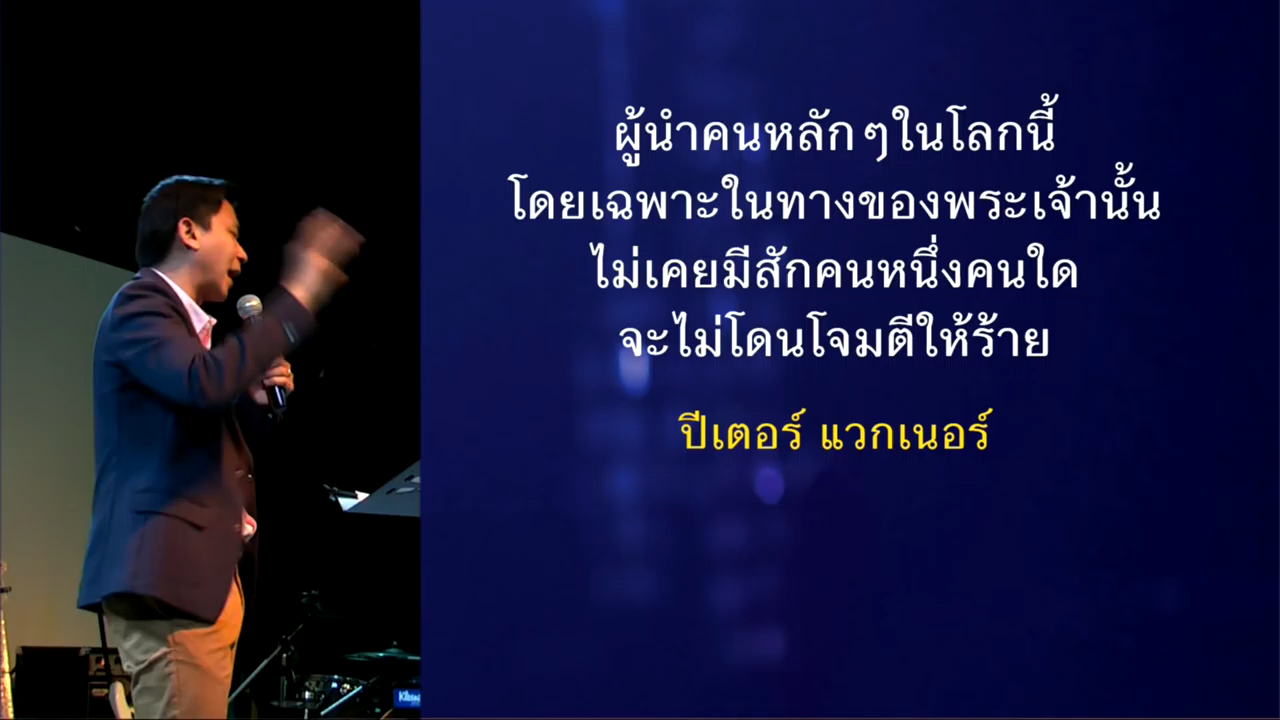 ผู้นำคนหลักๆในโลกนี้
โดยเฉพาะในทางของพระเจ้านั้น
ไม่เคยมีสักคนหนึ่งคนใด
จะไม่โดนโจมตีให้ร้าย
ปีเตอร์ แวกเนอร์